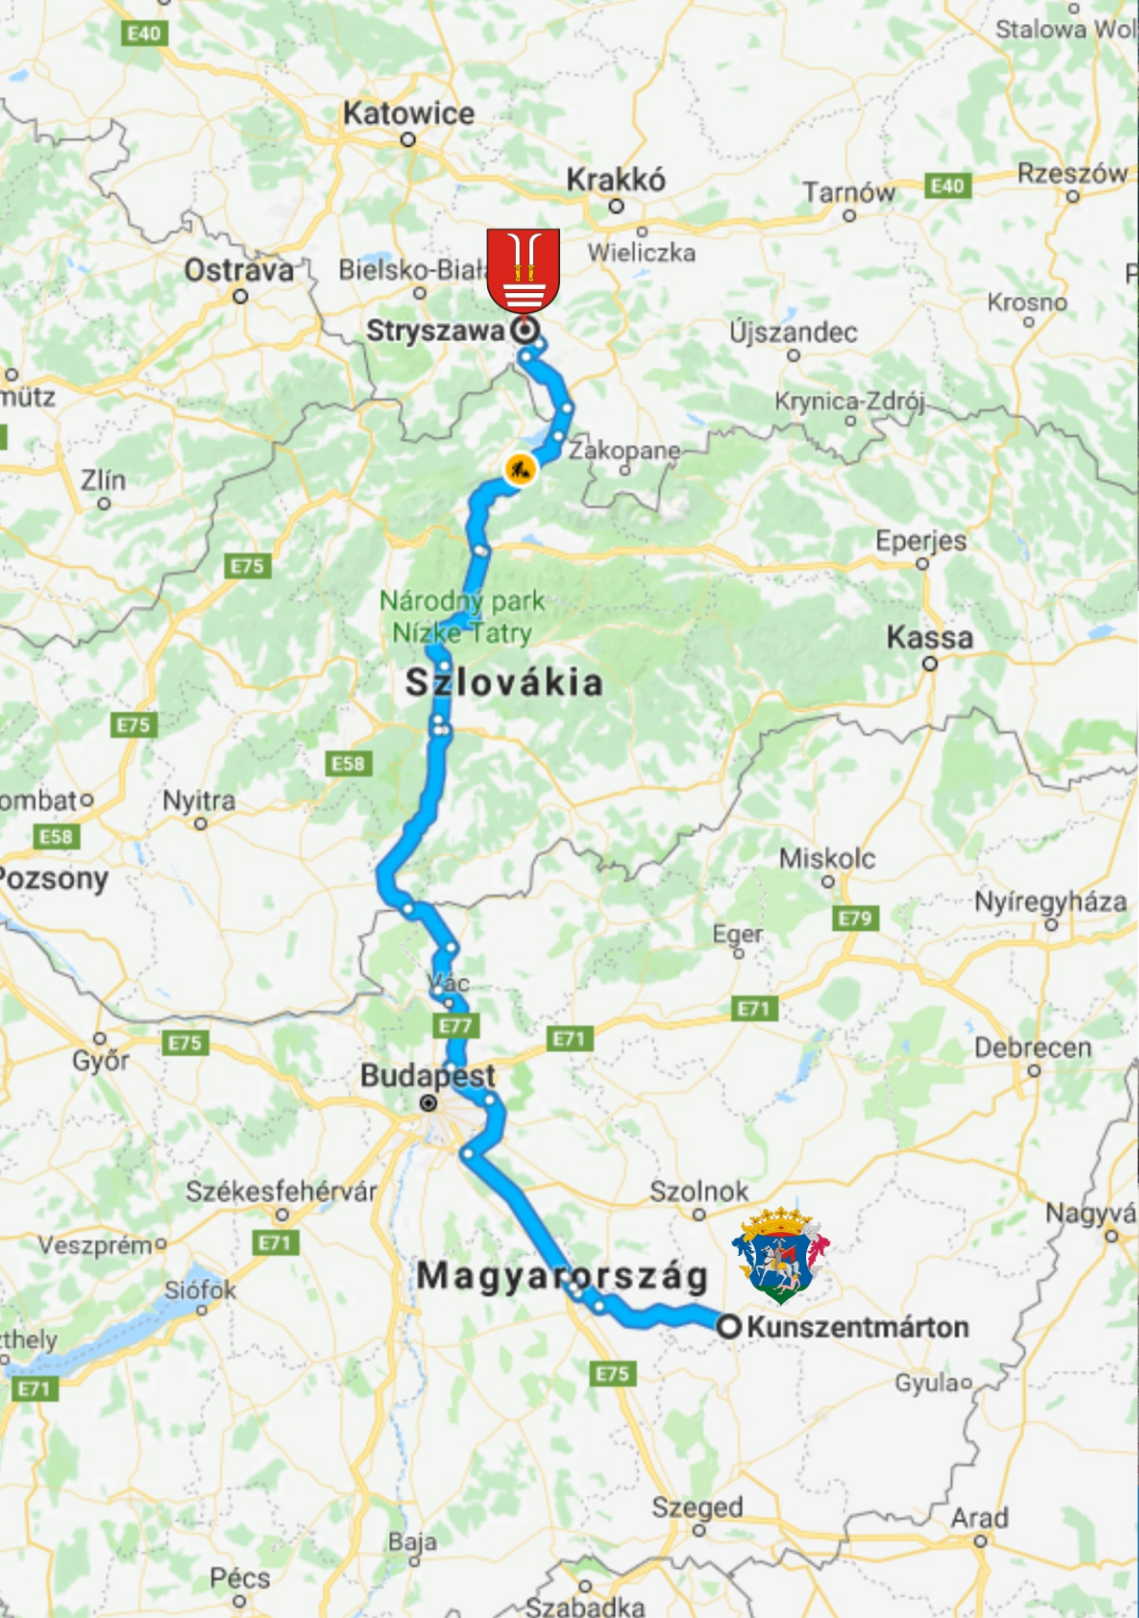 E40
Stalowa Wol
Katowice
Krakkó
Rzeszów
Tarnów
E40
Wieliczka
Ostrava
Bielsko-Biała
Krosno
Stryszawa
Újszandec
mütz
Krynica-Zdrój
Zakopane
Zlín
Eperjes
E75
Národný park
Nízke Tatry
Kassa
Szlovákia
E75
E58
ombat
Nyitra
E58
Miskolc
Pozsony
Nyíregyháza
E79
Eger
Vác
E71
E77
E71
E75
Győr
Debrecen
Budapest
Székesfehérvár
Szolnok
Nagyvá
Veszprém
E71
Magyarország
Siófok
Kunszentmárton
zthely
E75
Gyula
E71
Szeged
Arad
Baja
Pécs
Szabadka